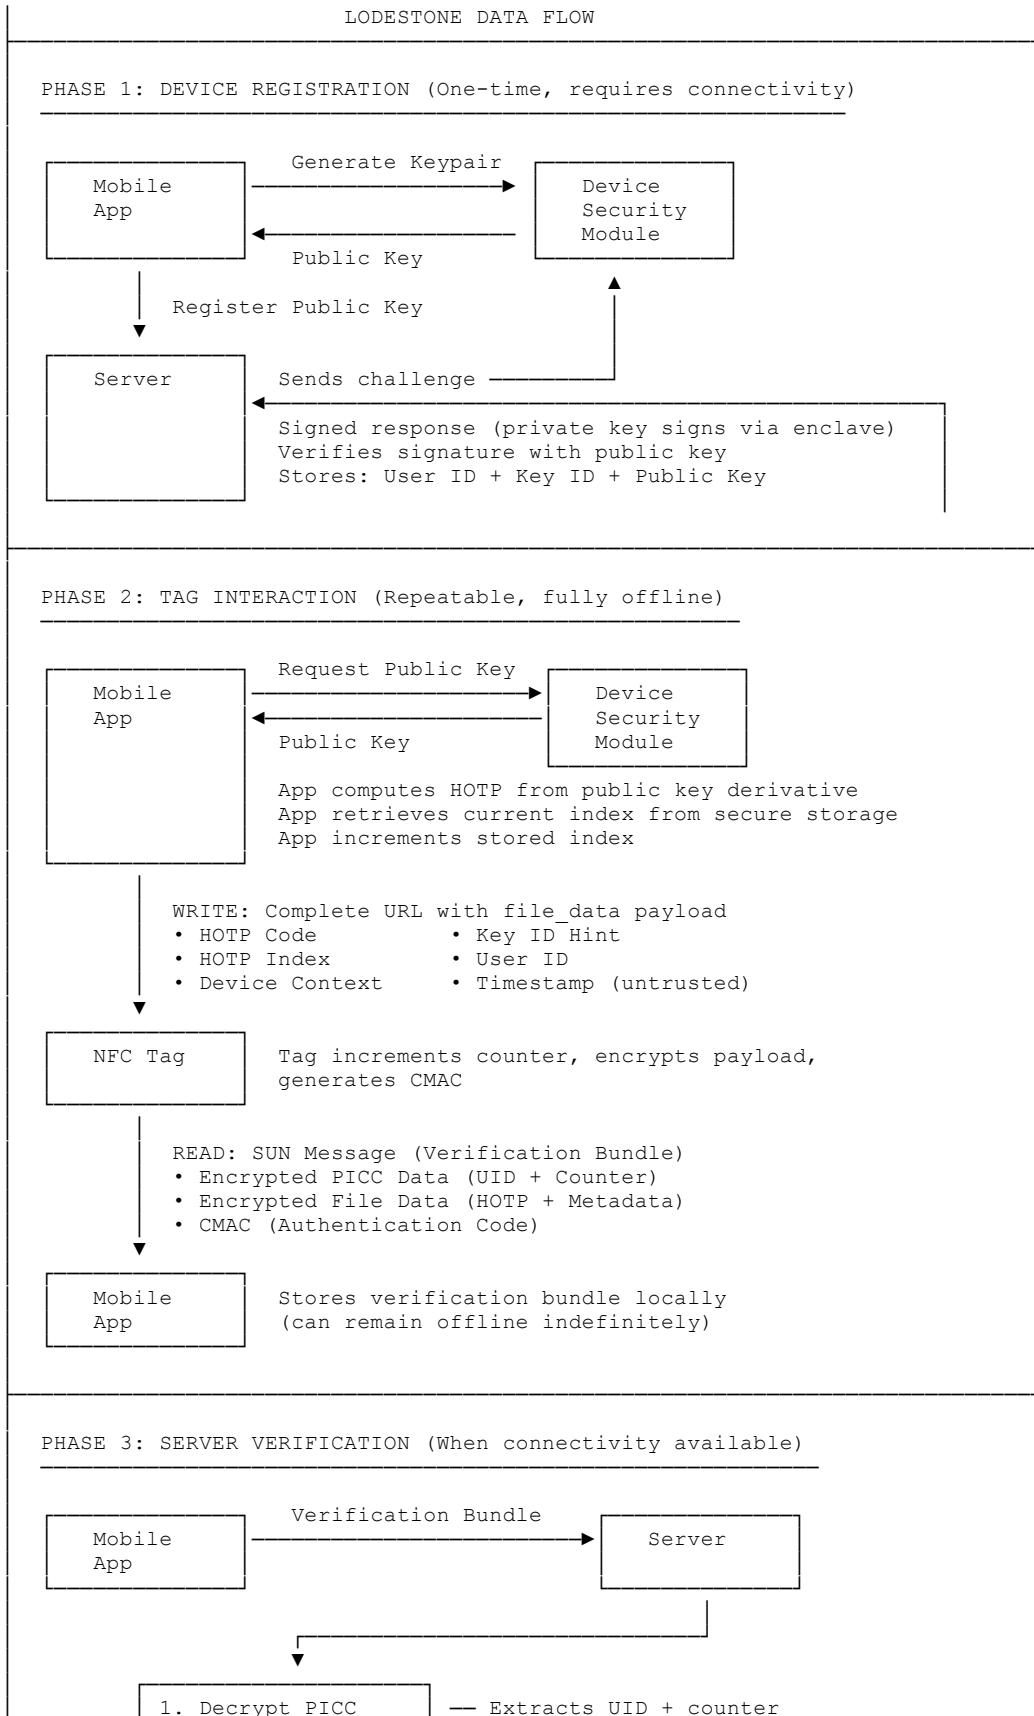 LODESTONE DATA FLOW
PHASE 1: DEVICE REGISTRATION (One-time, requires connectivity)
Generate Keypair
Mobile
App
Device
Security
Module
Public Key
Register Public Key
Server
Sends challenge
Signed response (private key signs via enclave)
Verifies signature with public key
Stores: User ID + Key ID + Public Key
PHASE 2: TAG INTERACTION (Repeatable, fully offline)
Request Public Key
Mobile
App
Device
Security
Module
Public Key
App computes HOTP from public key derivative
App retrieves current index from secure storage
App increments stored index
WRITE: Complete URL with file_data payload
• HOTP Code • Key ID Hint
• HOTP Index • User ID
• Device Context • Timestamp (untrusted)
NFC Tag
Tag increments counter, encrypts payload,
generates CMAC
READ: SUN Message (Verification Bundle)
• Encrypted PICC Data (UID + Counter)
• Encrypted File Data (HOTP + Metadata)
• CMAC (Authentication Code)
Mobile
App
Stores verification bundle locally
(can remain offline indefinitely)
PHASE 3: SERVER VERIFICATION (When connectivity available)
Verification Bundle
Mobile
App
Server
1. Decrypt PICC — Extracts UID + counter